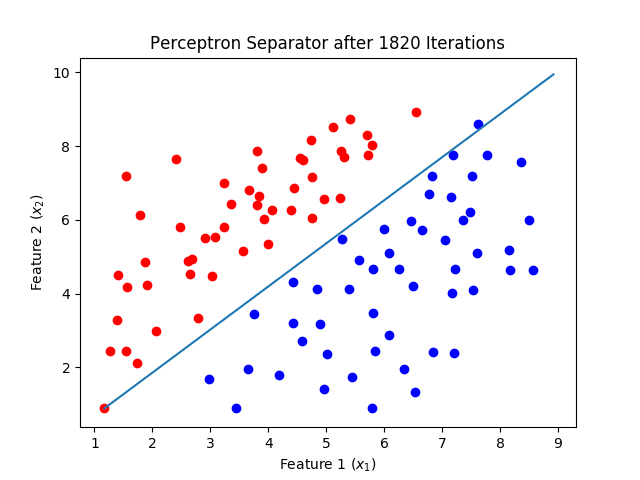 Perceptron Separator after 1820 Iterations
10
8
6
4
2
Feature 2 (x₂)
1 2 3 4 5 6 7 8 9
Feature 1 (x₁)